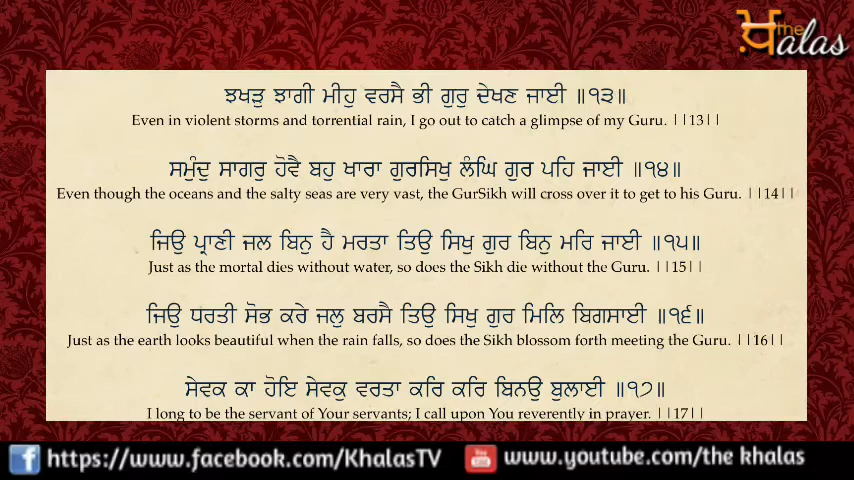 ਖ਼ the alas
ਝਖੜੁ ਝਾਗੀ ਮੀਹੁ ਵਰਸੈ ਭੀ ਗੁਰੁ ਦੇਖਣ ਜਾਈ ॥੧੩॥
Even in violent storms and torrential rain, I go out to catch a glimpse of my Guru. ||13||
ਸਮੁੰਦੁ ਸਾਗਰੁ ਹੋਵੈ ਬਹੁ ਖਾਰਾ ਗੁਰਸਿਖੁ ਲੰਘਿ ਗੁਰ ਪਹਿ ਜਾਈ ॥੧੪॥
Even though the oceans and the salty seas are very vast, the GurSikh will cross over it to get to his Guru. ||14||
ਜਿਉ ਪ੍ਰਾਣੀ ਜਲ ਬਿਨੁ ਹੈ ਮਰਤਾ ਤਿਉ ਸਿਖੁ ਗੁਰ ਬਿਨੁ ਮਰਿ ਜਾਈ ॥੧੫॥
Just as the mortal dies without water, so does the Sikh die without the Guru. ||15||
ਜਿਉ ਧਰਤੀ ਸੋਭ ਕਰੇ ਜਲੁ ਬਰਸੈ ਤਿਉ ਸਿਖੁ ਗੁਰ ਮਿਲਿ ਬਿਗਸਾਈ ॥੧੬॥
Just as the earth looks beautiful when the rain falls, so does the Sikh blossom forth meeting the Guru. ||16||
ਸੇਵਕ ਕਾ ਹੋਇ ਸੇਵਕੁ ਵਰਤਾ ਕਰਿ ਕਰਿ ਬਿਨਉ ਬੁਲਾਈ ॥੧੭॥
I long to be the servant of Your servants; I call upon You reverently in prayer. ||17||
https://www.facebook.com/KhalasTV www.youtube.com/the khalas